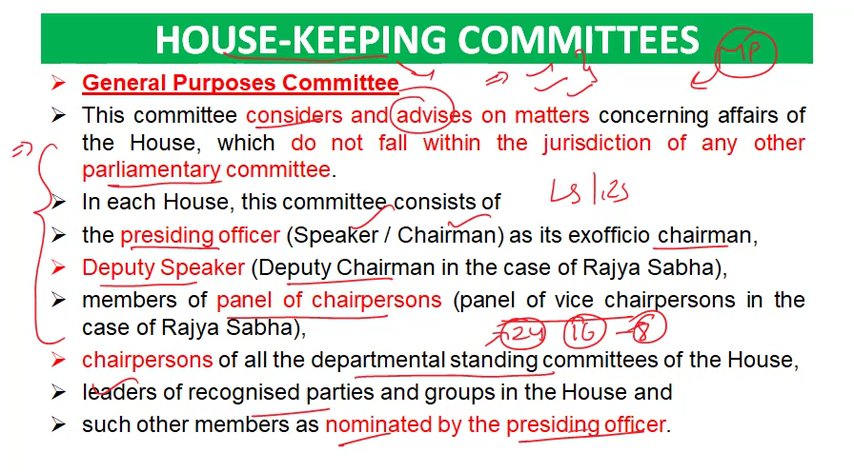 HOUSE-KEEPING COMMITTEES
MP
➤ General Purposes Committee
➤ This committee considers and advises on matters concerning affairs of
the House, which do not fall within the jurisdiction of any other
parliamentary committee.
➤ In each House, this committee consists of
LS | RS
➤ the presiding officer (Speaker / Chairman) as its exofficio chairman,
➤ Deputy Speaker (Deputy Chairman in the case of Rajya Sabha),
➤ members of panel of chairpersons (panel of vice chairpersons in the
case of Rajya Sabha),
24 16 8
➤ chairpersons of all the departmental standing committees of the House,
➤ leaders of recognised parties and groups in the House and
➤ such other members as nominated by the presiding officer.